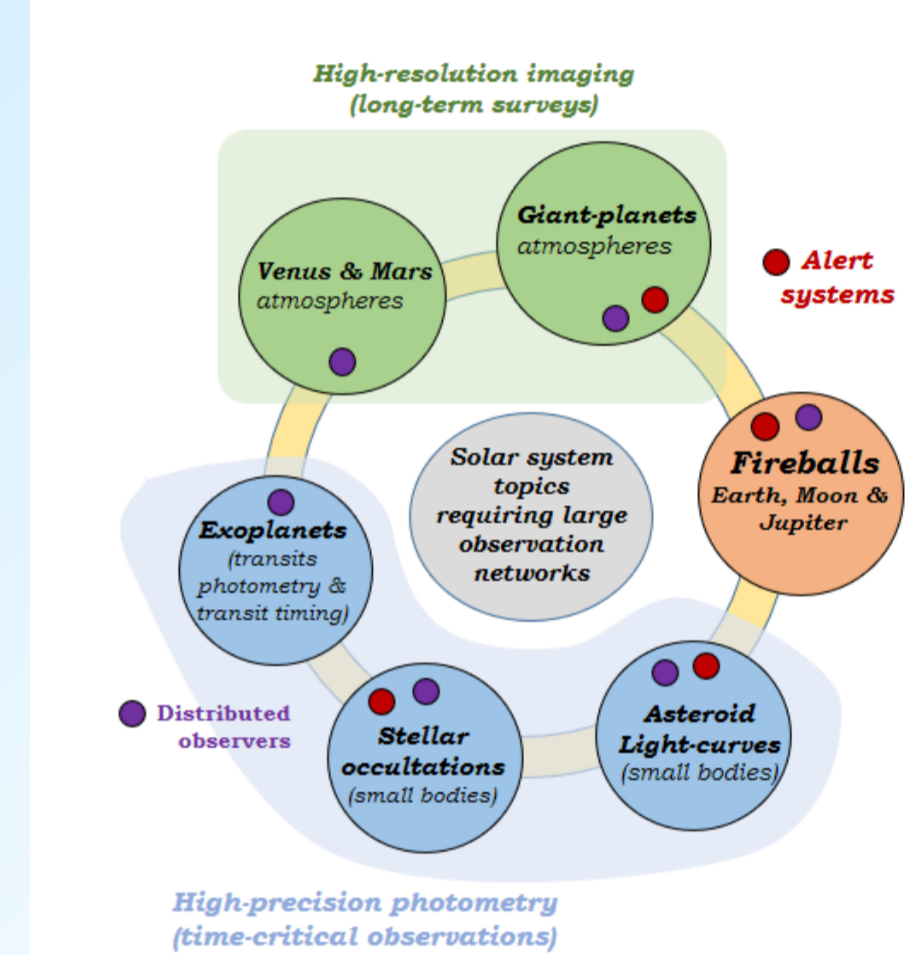 High-resolution imaging
(long-term surveys)
Giant-planets
atmospheres
Venus & Mars
atmospheres
Alert
systems
Fireballs
Earth, Moon &
Jupiter
Solar system
topics
requiring large
observation
networks
Exoplanets
(transits
photometry &
transit timing)
Distributed
observers
Stellar
occultations
(small bodies)
Asteroid
Light-curves
(small bodies)
High-precision photometry
(time-critical observations)